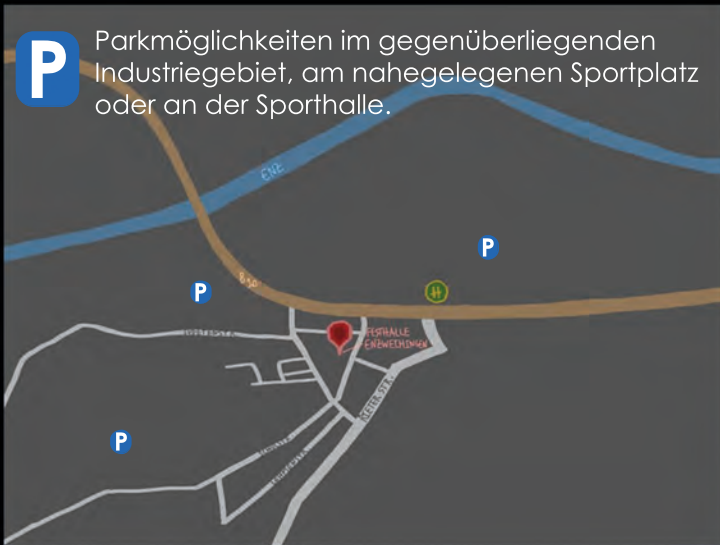 P
Parkmöglichkeiten im gegenüberliegenden
Industriegebiet, am nahegelegenen Sportplatz
oder an der Sporthalle.
ENZ
P
P
B10
H
FESTHALLE
ENZWEIHINGEN
P